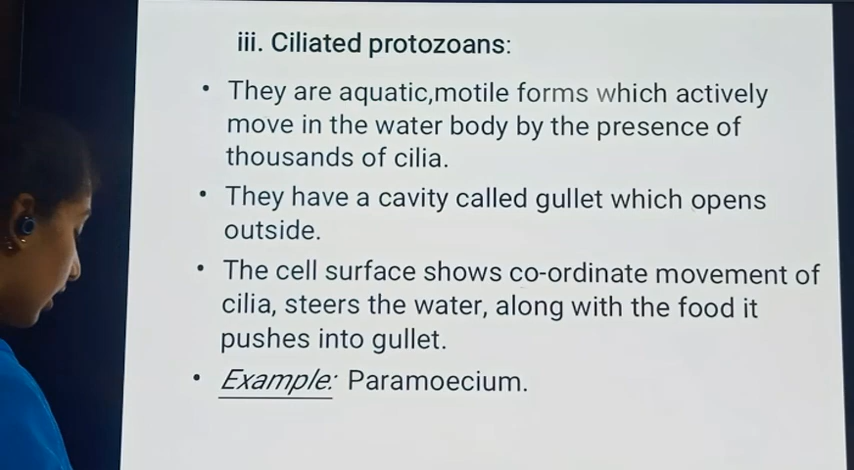 iii. Ciliated protozoans:
• They are aquatic,motile forms which actively
move in the water body by the presence of
thousands of cilia.
• They have a cavity called gullet which opens
outside.
• The cell surface shows co-ordinate movement of
cilia, steers the water, along with the food it
pushes into gullet.
• Example: Paramoecium.